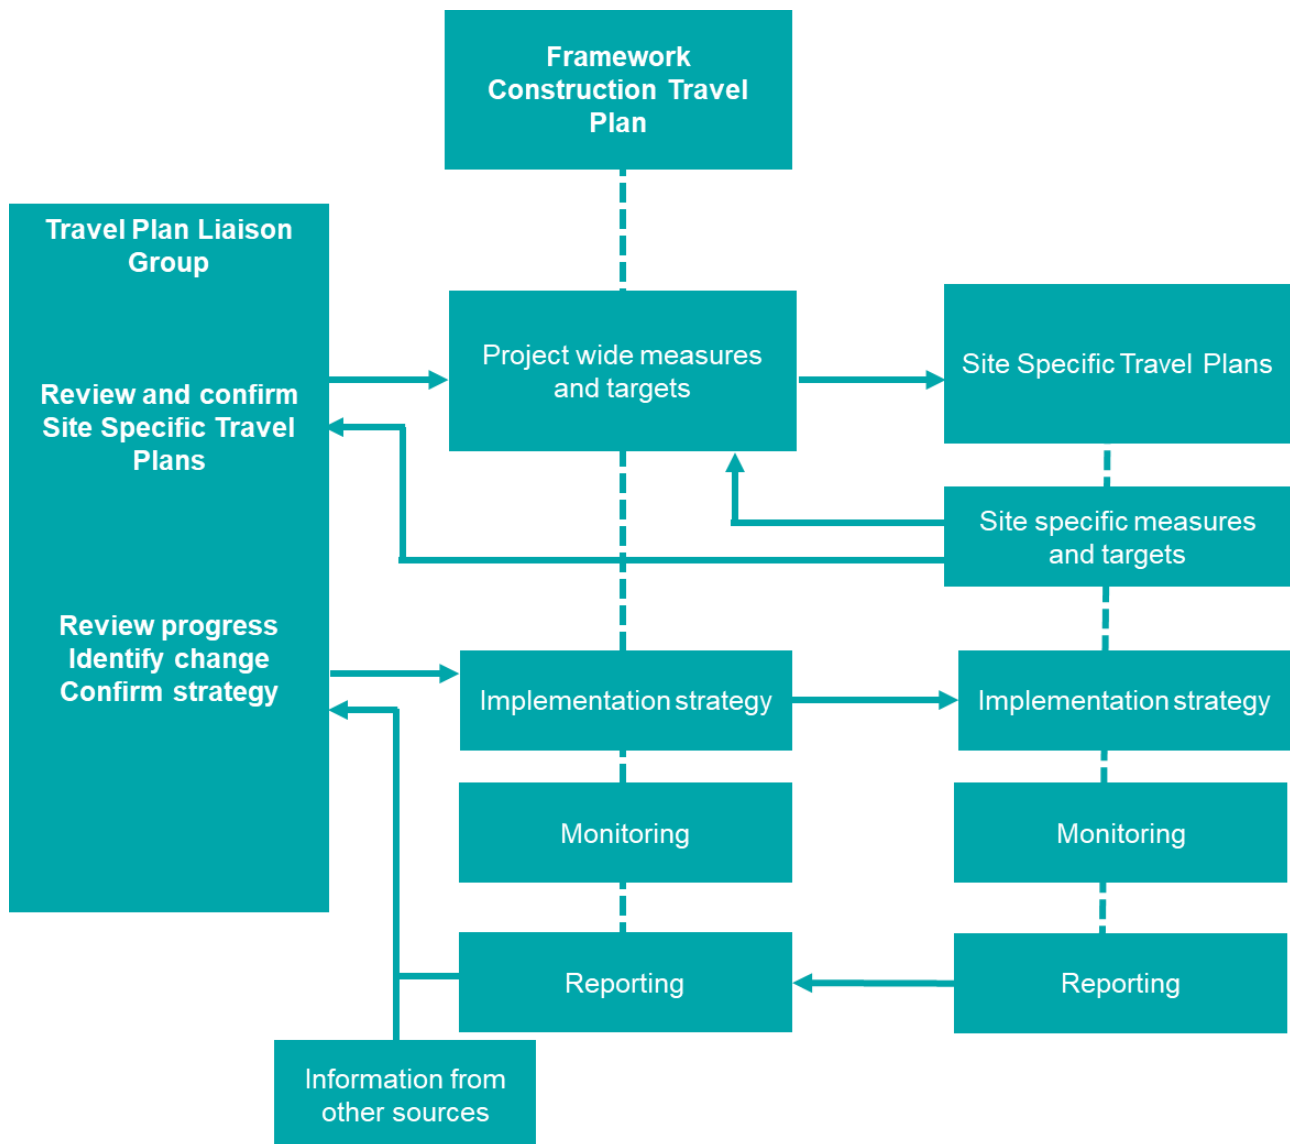 Framework
Construction Travel
Plan
Travel Plan Liaison
Group
Review and confirm
Site Specific Travel
Plans
Review progress
Identify change
Confirm strategy
Project wide measures
and targets
Site Specific Travel Plans
Site specific measures
and targets
Implementation strategy
Implementation strategy
Monitoring
Monitoring
Reporting
Reporting
Information from
other sources